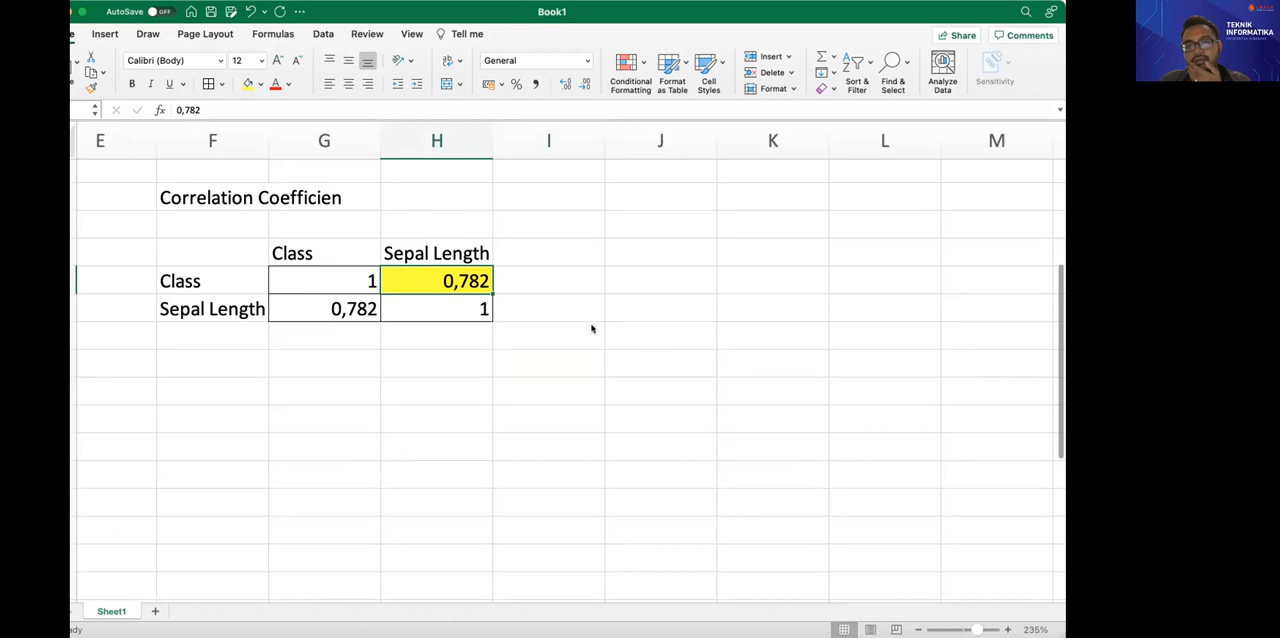 AutoSave OFF
Book1
Insert Draw Page Layout Formulas Data Review View Tell me
Share Comments
Calibri (Body) 12
General
Conditional Formatting
Format as Table
Cell Styles
Insert
Delete
Format
Sort & Filter
Find & Select
Analyze Data
Sensitivity
B I U
A A
fx 0,782
E F G H I J K L M
Correlation Coefficien
Class Sepal Length
Class 1 0,782
Sepal Length 0,782 1
Sheet1
235%
TEKNIK
INFORMATIKA